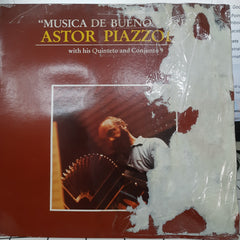 "MUSICA DE BUENO
ASTOR PIAZZO
with his Quinteto and Conjunto 9